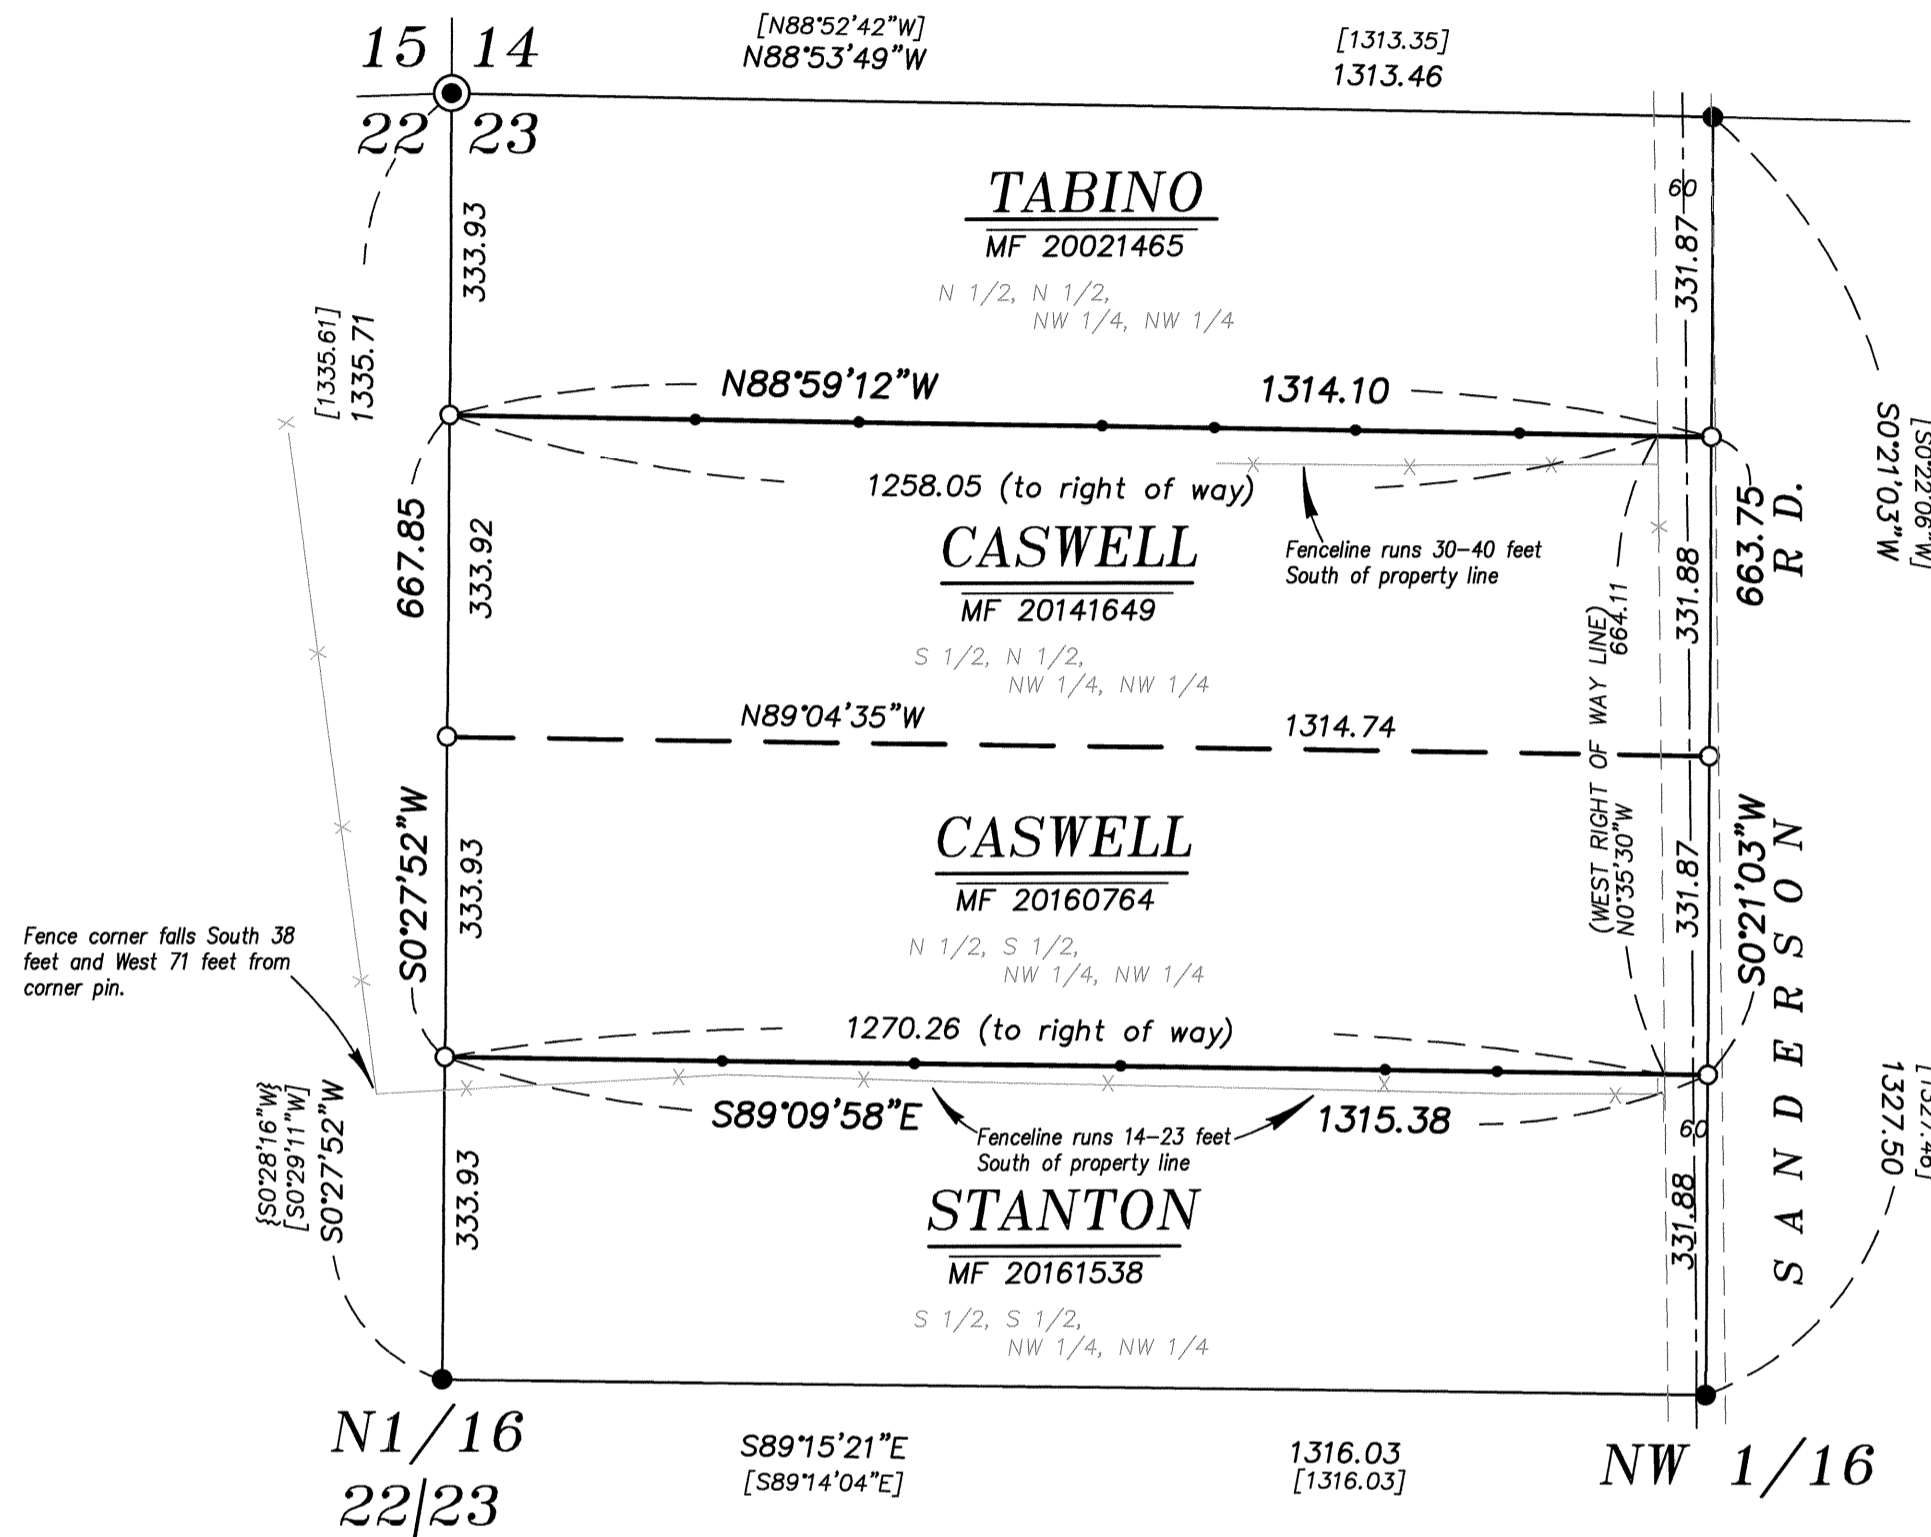 15 14
[N88°52'42"W]
N88°53'49"W
[1313.35]
1313.46
22 23
TABINO
MF 20021465
N 1/2, N 1/2,
NW 1/4, NW 1/4
333.93
60
331.87
[1335.61]
1335.71
N88°59'12"W
1314.10
1258.05 (to right of way)
Fenceline runs 30-40 feet
South of property line
[S0°22'06"W]
S0°21'03"W
667.85
S0°27'52"W
333.92
CASWELL
MF 20141649
S 1/2, N 1/2,
NW 1/4, NW 1/4
331.88
663.75
S0°21'03"W
SANDERSON RD.
(WEST RIGHT OF WAY LINE)
N0°35'30"W
664.11
N89°04'35"W
1314.74
333.93
CASWELL
MF 20160764
N 1/2, S 1/2,
NW 1/4, NW 1/4
331.87
Fence corner falls South 38
feet and West 71 feet from
corner pin.
1270.26 (to right of way)
S89°09'58"E
1315.38
Fenceline runs 14-23 feet
South of property line
60
{S0°28'16"W}
[S0°29'11"W]
S0°27'52"W
333.93
STANTON
MF 20161538
S 1/2, S 1/2,
NW 1/4, NW 1/4
331.88
1327.50
N1/16
22|23
S89°15'21"E
[S89°14'04"E]
1316.03
[1316.03]
NW 1/16